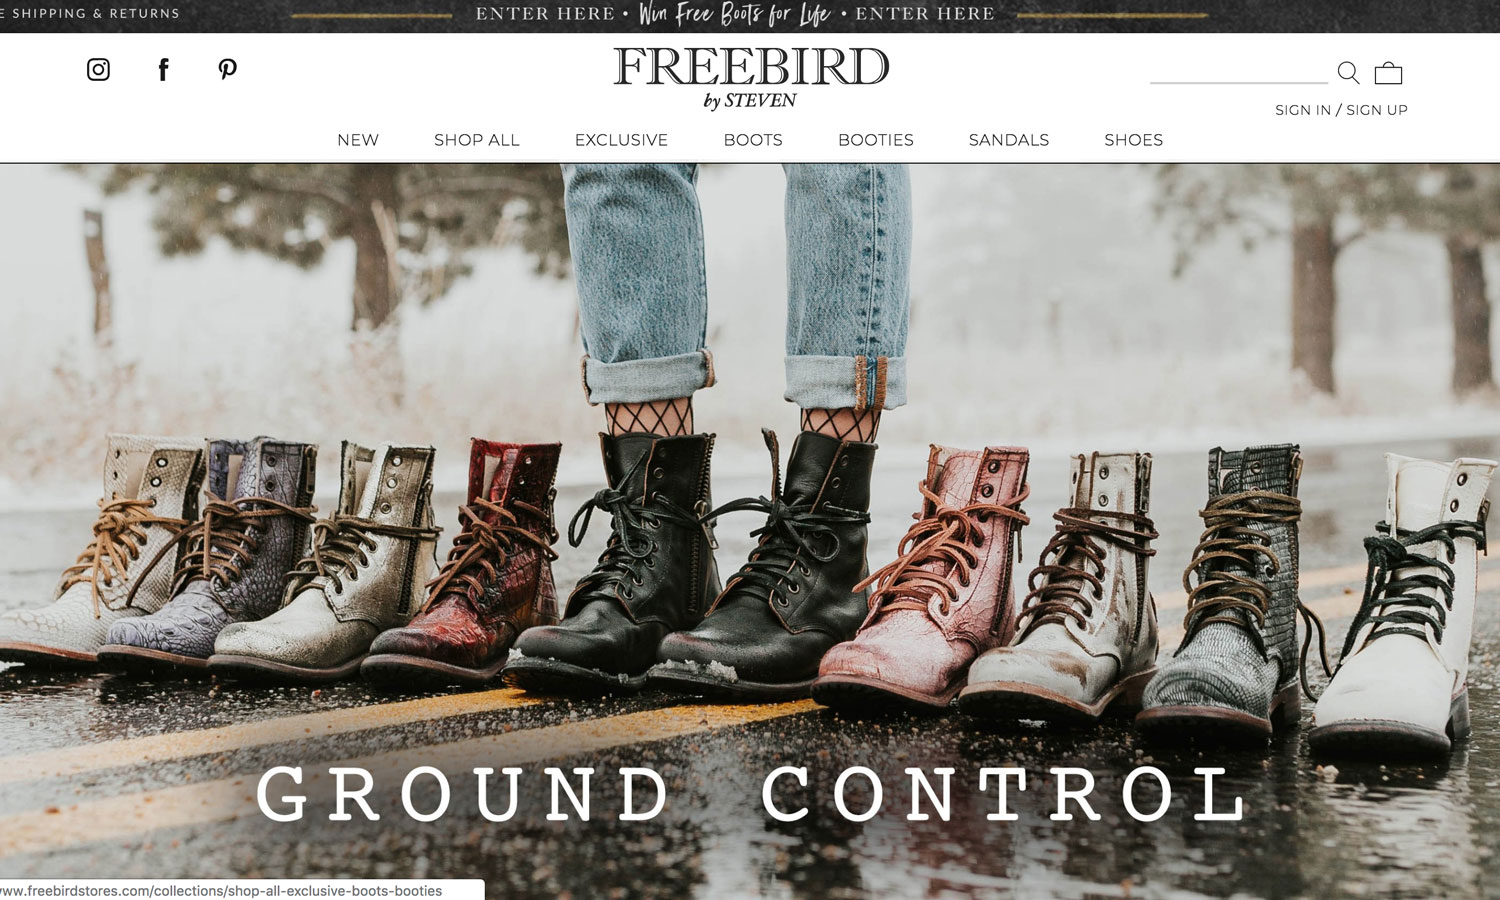 SHIPPING & RETURNS
ENTER HERE • Win Free Boots for Life • ENTER HERE
FREEBIRD
by STEVEN
SIGN IN / SIGN UP
NEW SHOP ALL EXCLUSIVE BOOTS BOOTIES SANDALS SHOES
GROUND CONTROL
www.freebirdstores.com/collections/shop-all-exclusive-boots-booties